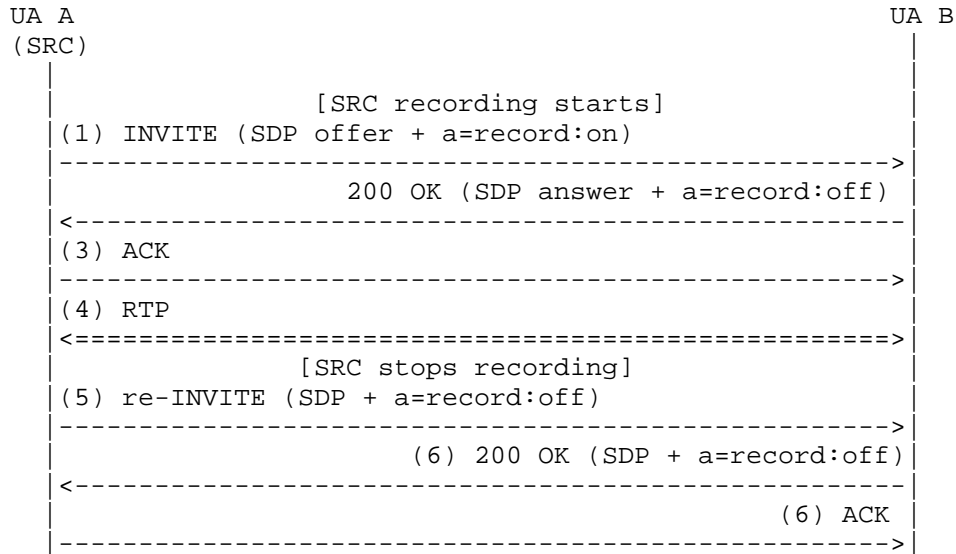 UA A                                                   UA B
(SRC)
[SRC recording starts]
(1) INVITE (SDP offer + a=record:on)
200 OK (SDP answer + a=record:off)
(3) ACK
(4) RTP
[SRC stops recording]
(5) re-INVITE (SDP + a=record:off)
(6) 200 OK (SDP + a=record:off)
(6) ACK